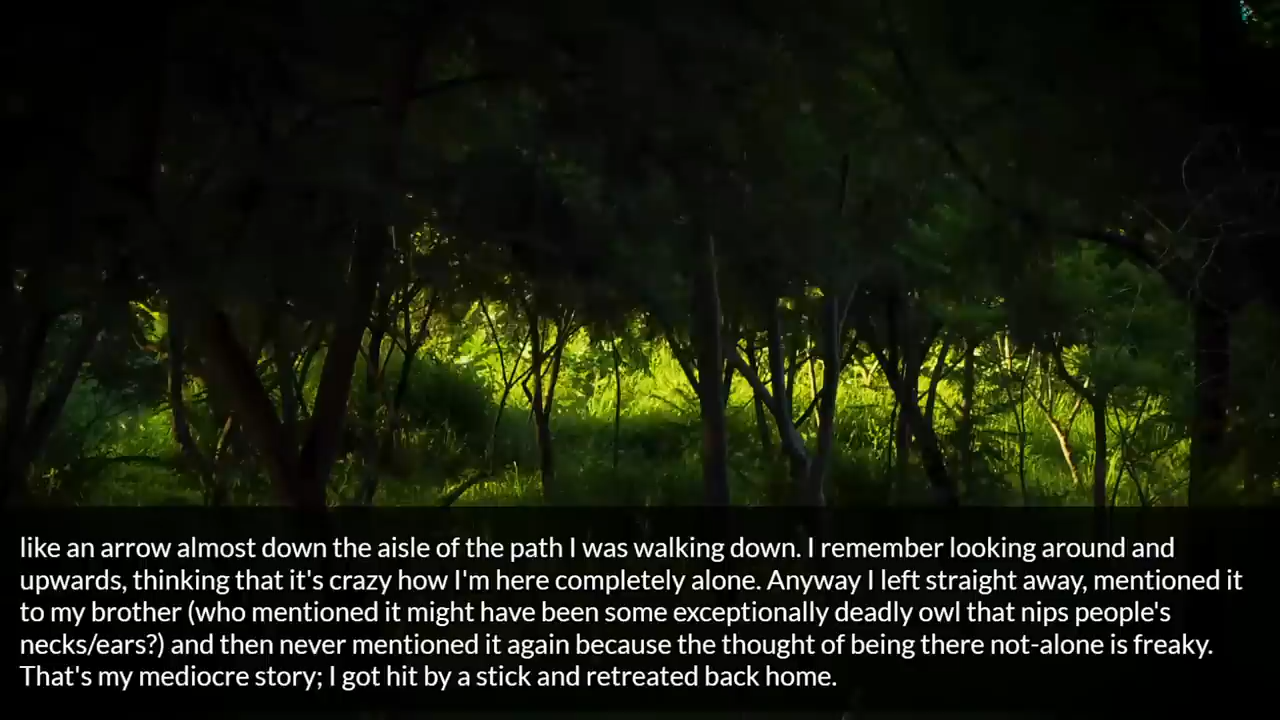 like an arrow almost down the aisle of the path I was walking down. I remember looking around and
upwards, thinking that it's crazy how I'm here completely alone. Anyway I left straight away, mentioned it
to my brother (who mentioned it might have been some exceptionally deadly owl that nips people's
necks/ears?) and then never mentioned it again because the thought of being there not-alone is freaky.
That's my mediocre story; I got hit by a stick and retreated back home.